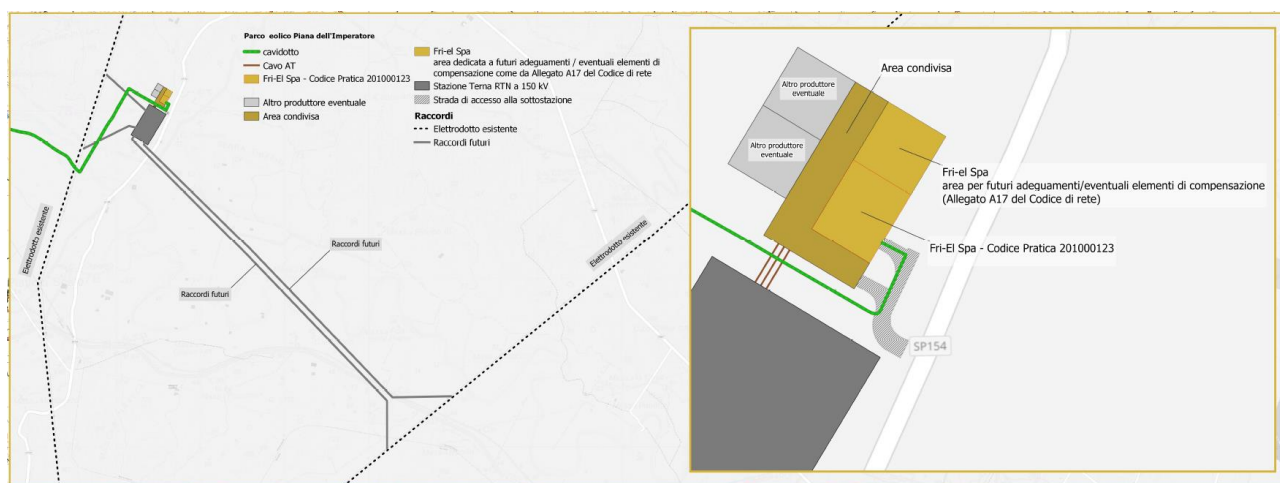 Parco eolico Piana dell'Imperatore
cavidotto
Cavo AT
Fri-El Spa - Codice Pratica 201000123
Altro produttore eventuale
Area condivisa
Fri-el Spa
area dedicata a futuri adeguamenti / eventuali elementi di
compensazione come da Allegato A17 del Codice di rete
Stazione Terna RTN a 150 kV
Strada di accesso alla sottostazione
Raccordi
Elettrodotto esistente
Raccordi futuri
Elettrodotto esistente
Raccordi futuri
Raccordi futuri
Elettrodotto esistente
Area condivisa
Altro produttore
eventuale
Altro produttore
eventuale
Fri-el Spa
area per futuri adeguamenti/eventuali elementi di compensazione
(Allegato A17 del Codice di rete)
Fri-El Spa - Codice Pratica 201000123
SP154